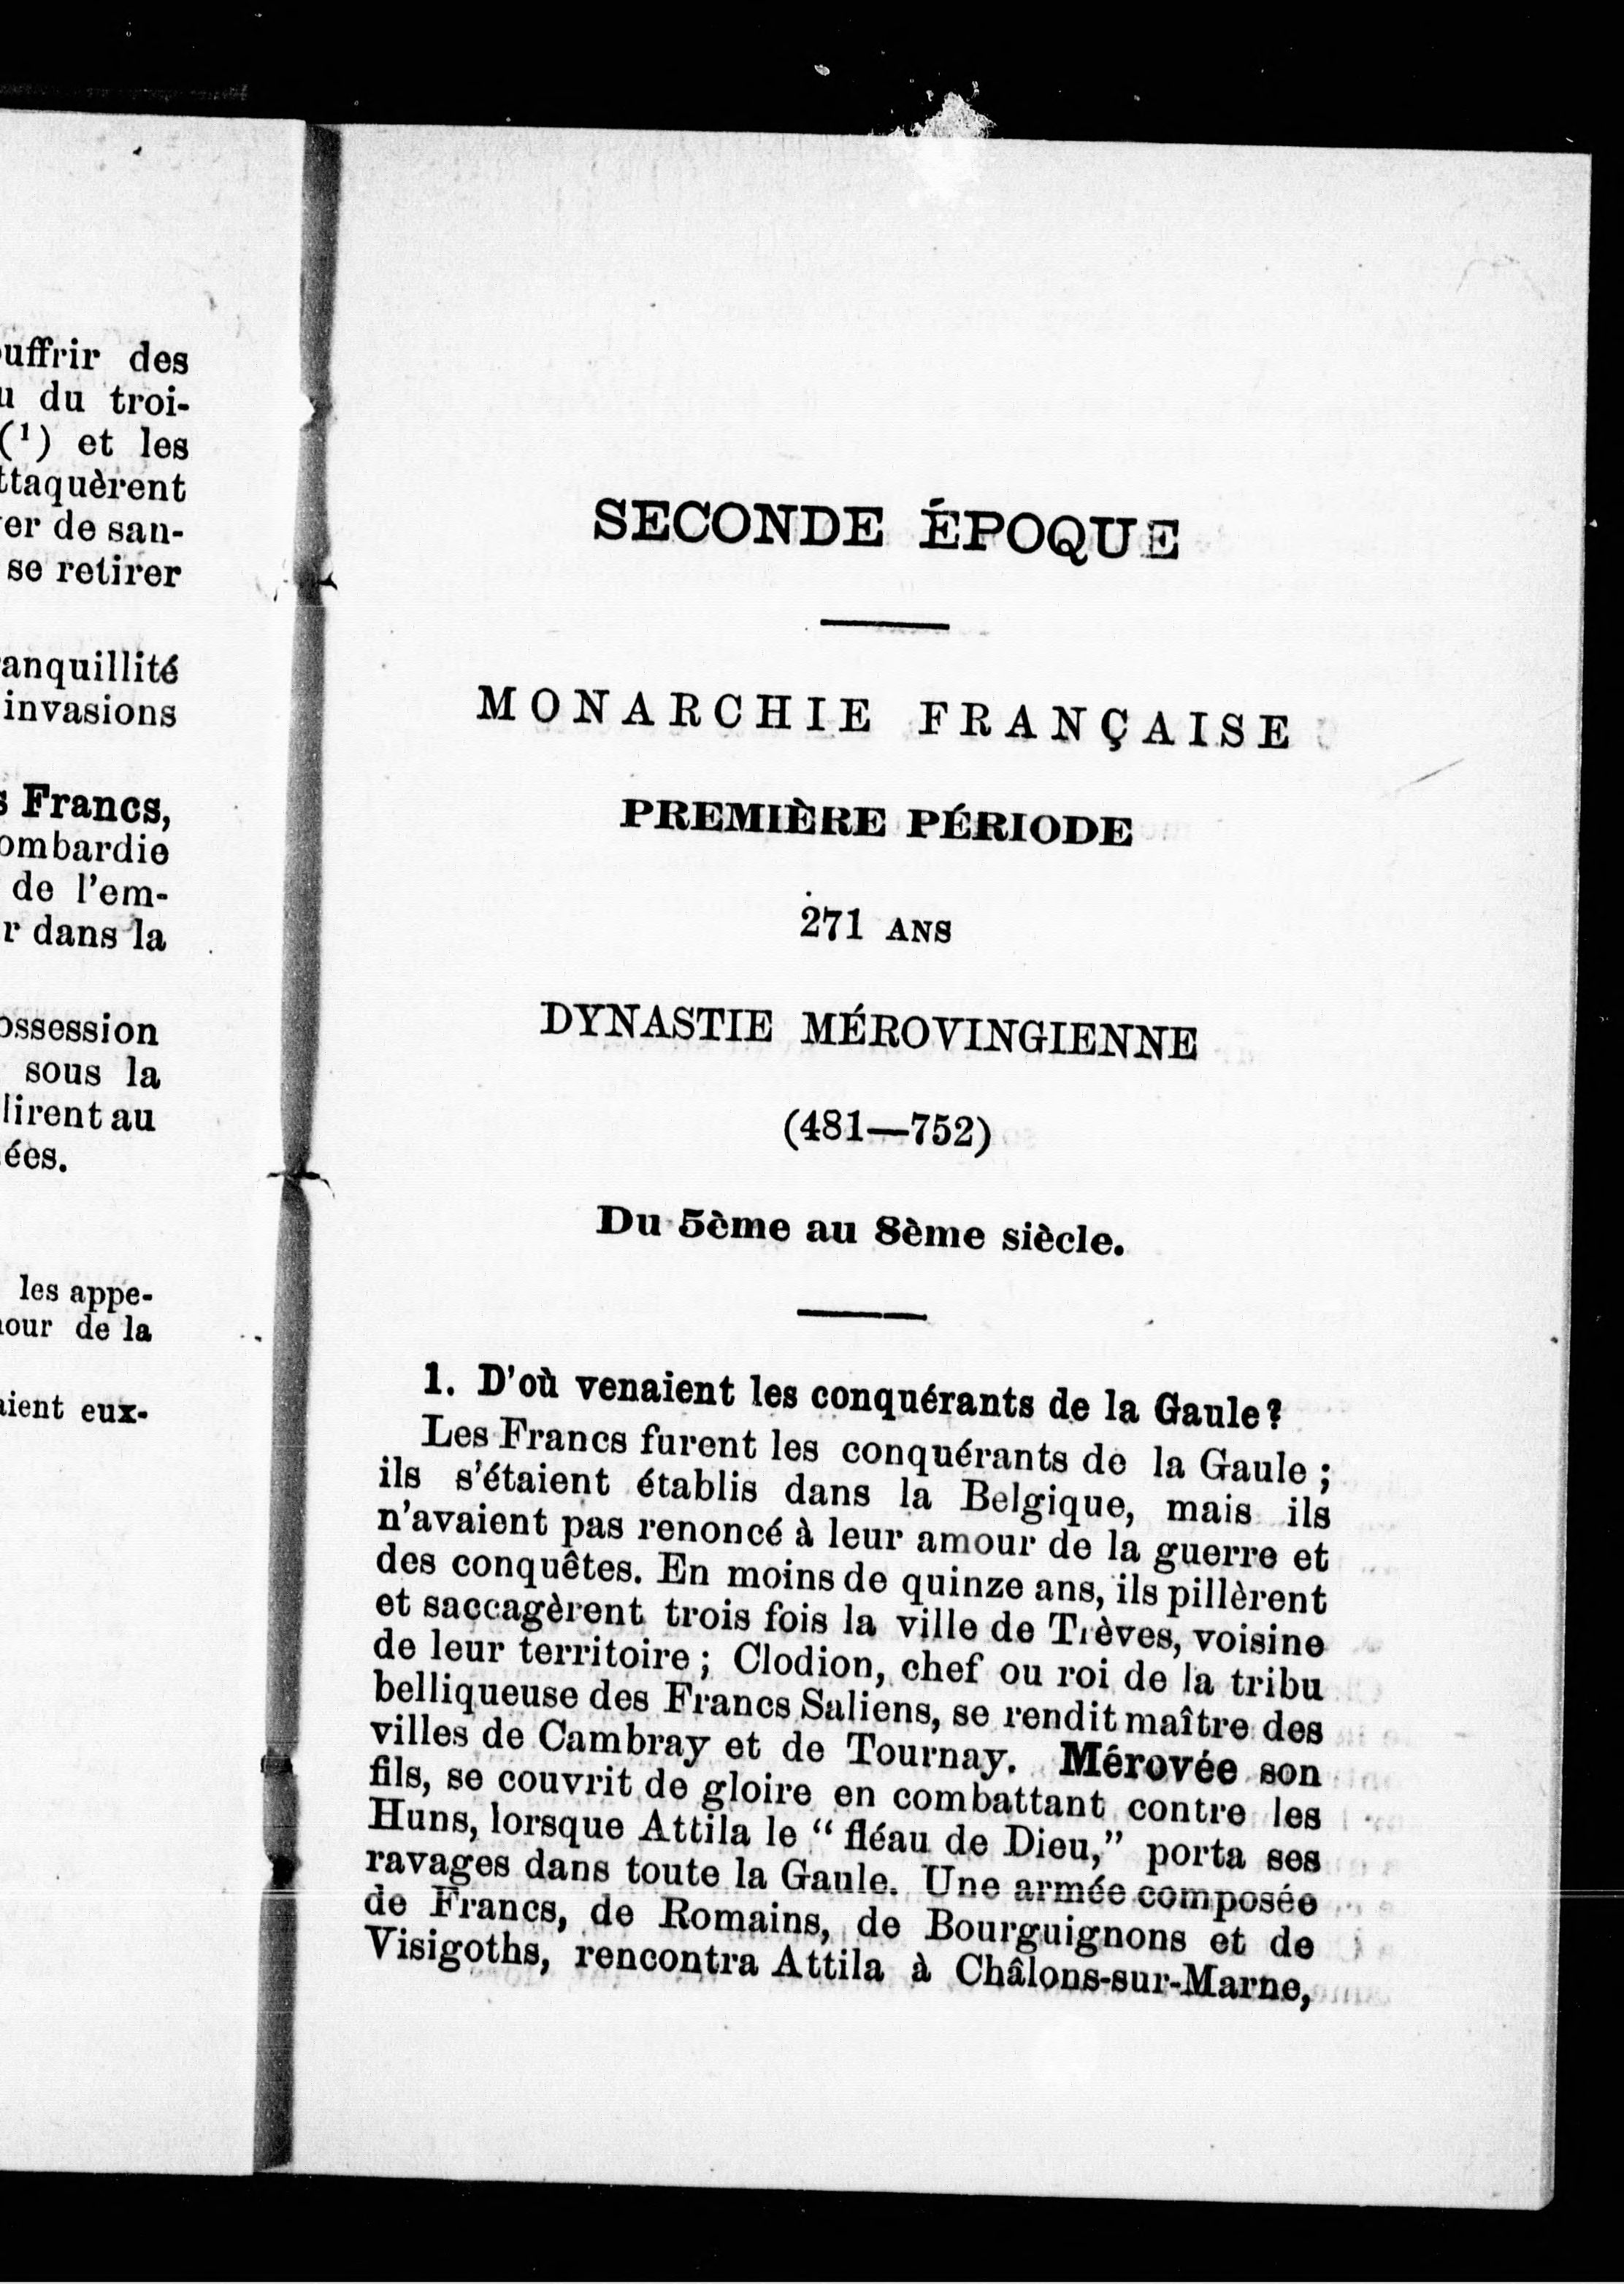 uffrir des
u du troi-
(¹) et les
ttaquèrent
er de san-
se retirer
anquillité
invasions
s Francs,
ombardie
de l'em-
r dans la
ossession
sous la
lirent au
ées.
les appe-
our de la
aient eux-
SECONDE ÉPOQUE
MONARCHIE FRANÇAISE
PREMIÈRE PÉRIODE
271 ANS
DYNASTIE MÉROVINGIENNE
(481—752)
Du 5ème au 8ème siècle.
1. D'où venaient les conquérants de la Gaule?
Les Francs furent les conquérants de la Gaule ;
ils s'étaient établis dans la Belgique, mais ils
n'avaient pas renoncé à leur amour de la guerre et
des conquêtes. En moins de quinze ans, ils pillèrent
et saccagèrent trois fois la ville de Trèves, voisine
de leur territoire ; Clodion, chef ou roi de la tribu
belliqueuse des Francs Saliens, se rendit maître des
villes de Cambray et de Tournay. Mérovée son
fils, se couvrit de gloire en combattant contre les
Huns, lorsque Attila le “ fléau de Dieu,” porta ses
ravages dans toute la Gaule. Une armée composée
de Francs, de Romains, de Bourguignons et de
Visigoths, rencontra Attila à Châlons-sur-Marne,